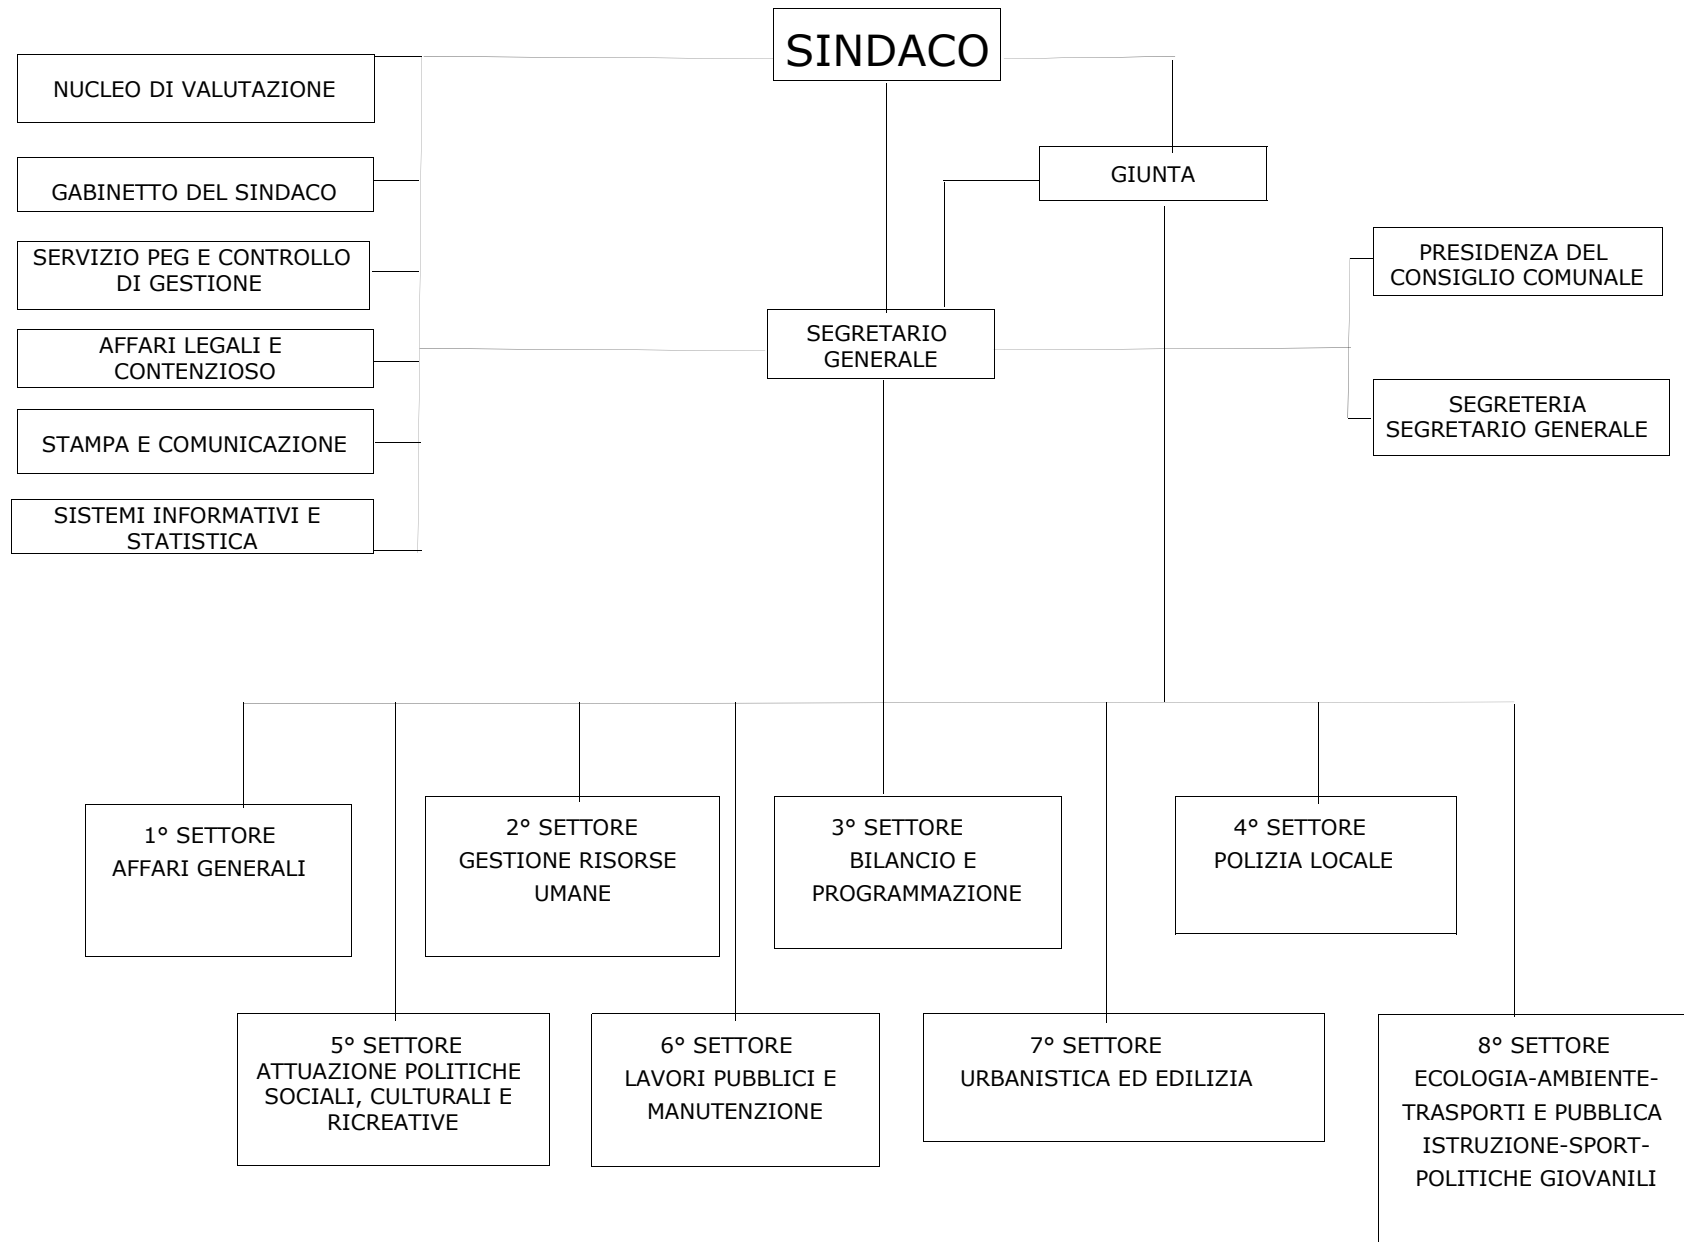 SINDACO
NUCLEO DI VALUTAZIONE
GABINETTO DEL SINDACO
SERVIZIO PEG E CONTROLLO
DI GESTIONE
AFFARI LEGALI E
CONTENZIOSO
STAMPA E COMUNICAZIONE
SISTEMI INFORMATIVI E
STATISTICA
GIUNTA
SEGRETARIO
GENERALE
PRESIDENZA DEL
CONSIGLIO COMUNALE
SEGRETERIA
SEGRETARIO GENERALE
1° SETTORE
AFFARI GENERALI
2° SETTORE
GESTIONE RISORSE
UMANE
3° SETTORE
BILANCIO E
PROGRAMMAZIONE
4° SETTORE
POLIZIA LOCALE
5° SETTORE
ATTUAZIONE POLITICHE
SOCIALI, CULTURALI E
RICREATIVE
6° SETTORE
LAVORI PUBBLICI E
MANUTENZIONE
7° SETTORE
URBANISTICA ED EDILIZIA
8° SETTORE
ECOLOGIA-AMBIENTE-
TRASPORTI E PUBBLICA
ISTRUZIONE-SPORT-
POLITICHE GIOVANILI